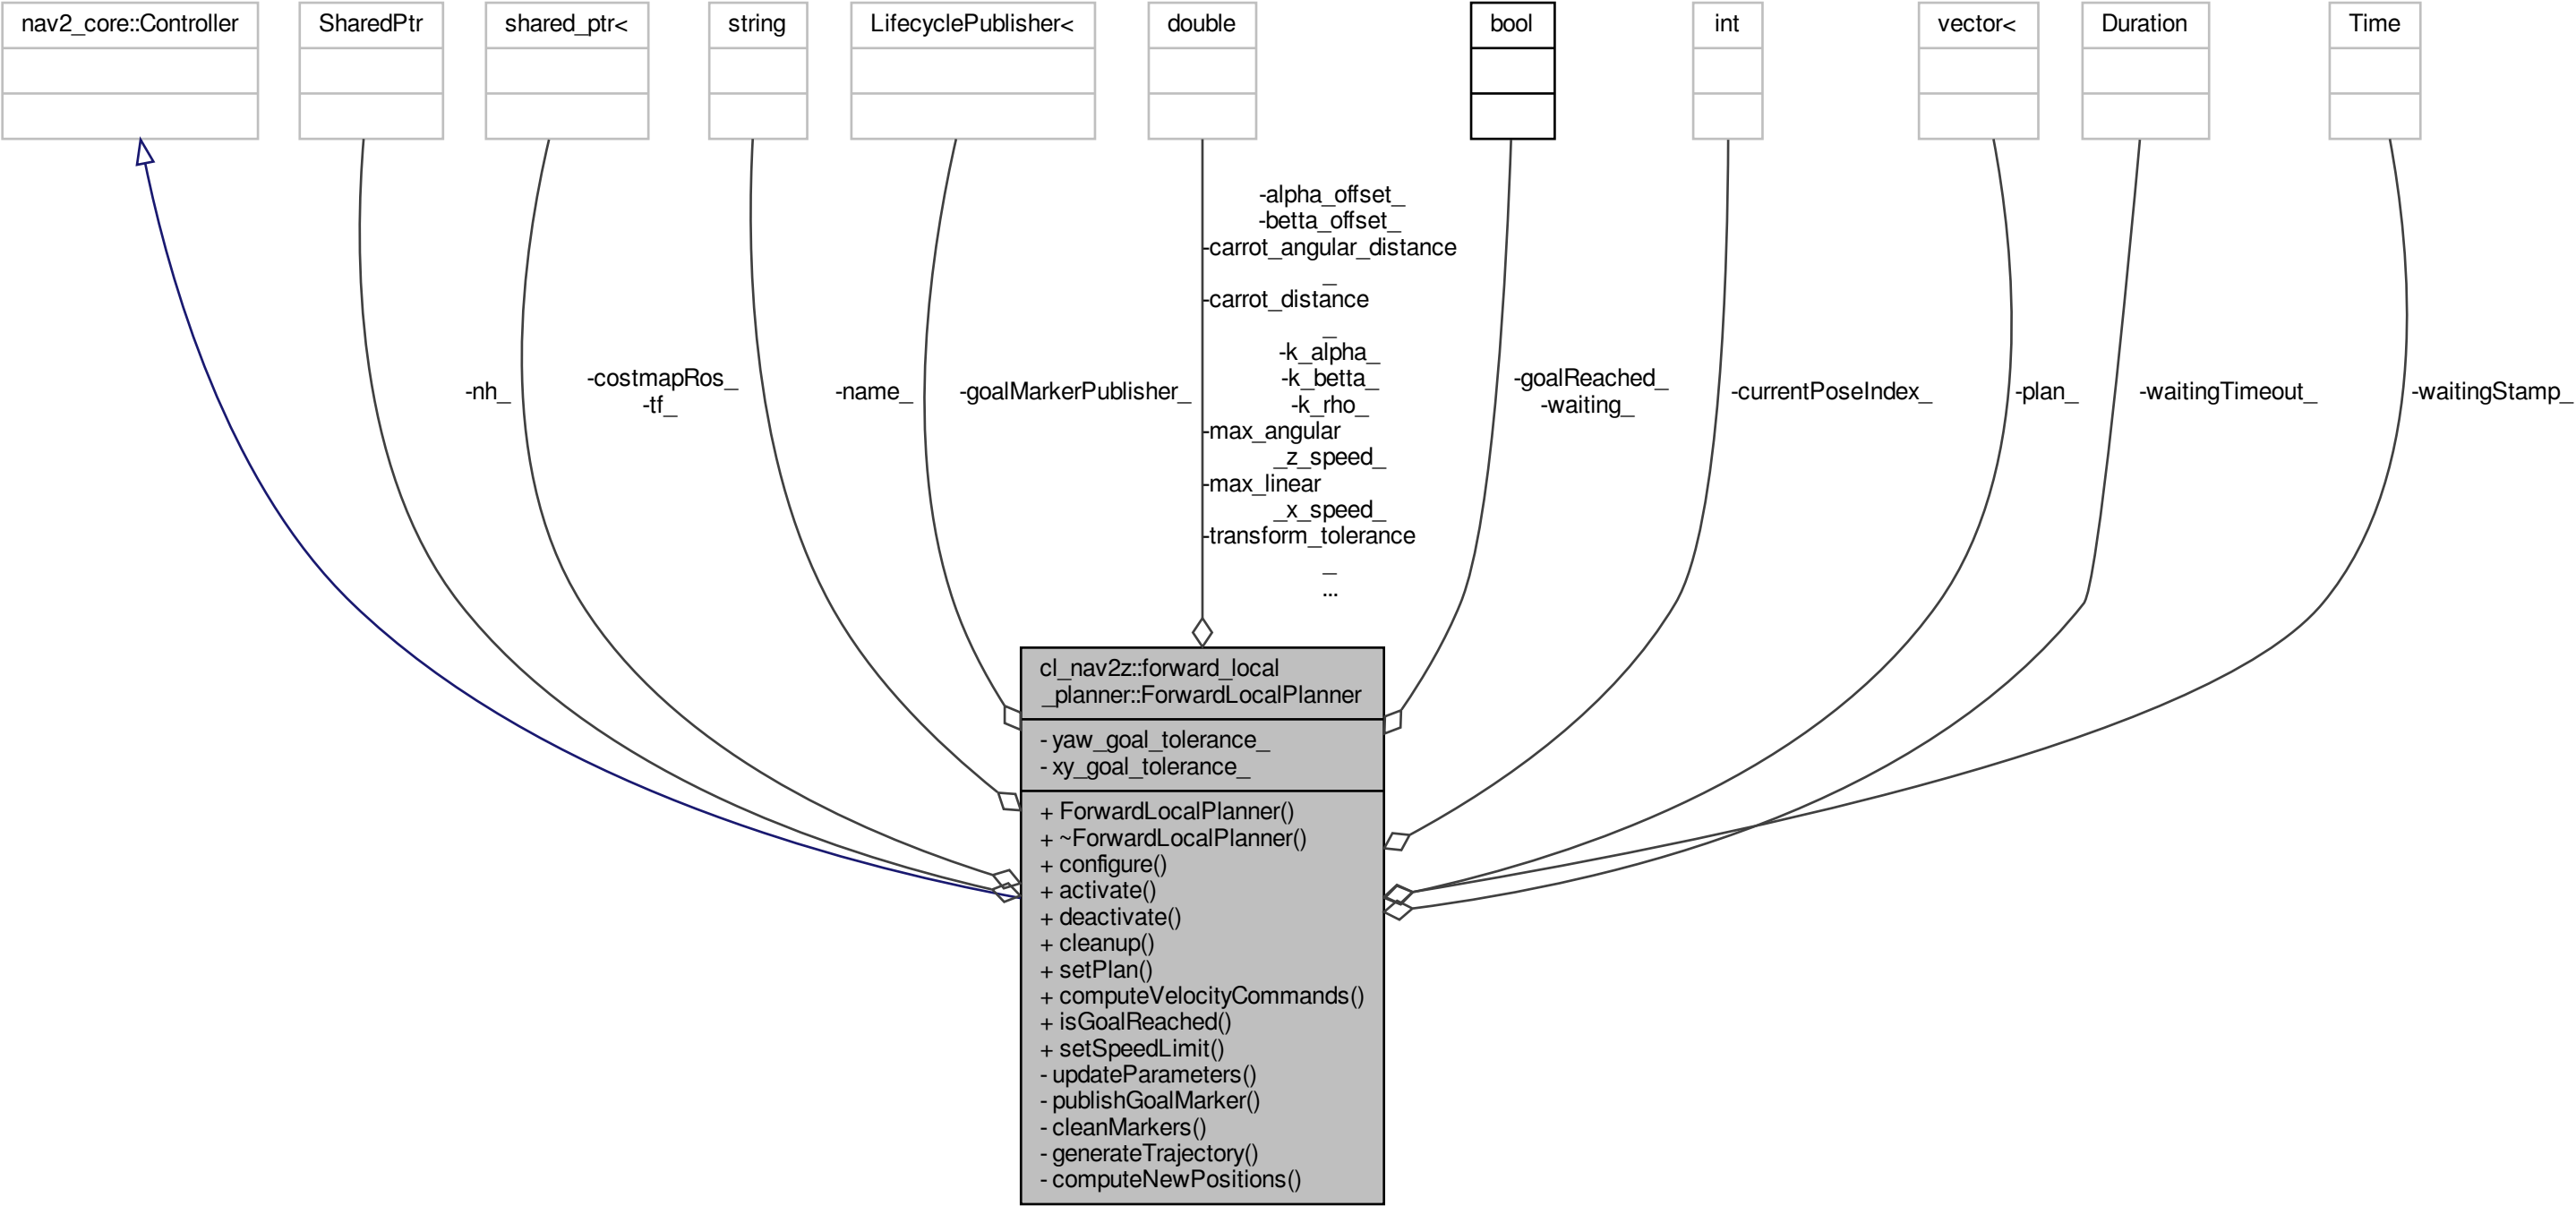 nav2_core::Controller
SharedPtr
shared_ptr<
string
LifecyclePublisher<
double
bool
int
vector<
Duration
Time
-nh_
-costmapRos_
-tf_
-name_
-goalMarkerPublisher_
-alpha_offset_
-betta_offset_
-carrot_angular_distance
_
-carrot_distance
_
-k_alpha_
-k_betta_
-k_rho_
-max_angular
_z_speed_
-max_linear
_x_speed_
-transform_tolerance
_
...
-goalReached_
-waiting_
-currentPoseIndex_
-plan_
-waitingTimeout_
-waitingStamp_
cl_nav2z::forward_local
_planner::ForwardLocalPlanner
- yaw_goal_tolerance_
- xy_goal_tolerance_
+ ForwardLocalPlanner()
+ ~ForwardLocalPlanner()
+ configure()
+ activate()
+ deactivate()
+ cleanup()
+ setPlan()
+ computeVelocityCommands()
+ isGoalReached()
+ setSpeedLimit()
- updateParameters()
- publishGoalMarker()
- cleanMarkers()
- generateTrajectory()
- computeNewPositions()